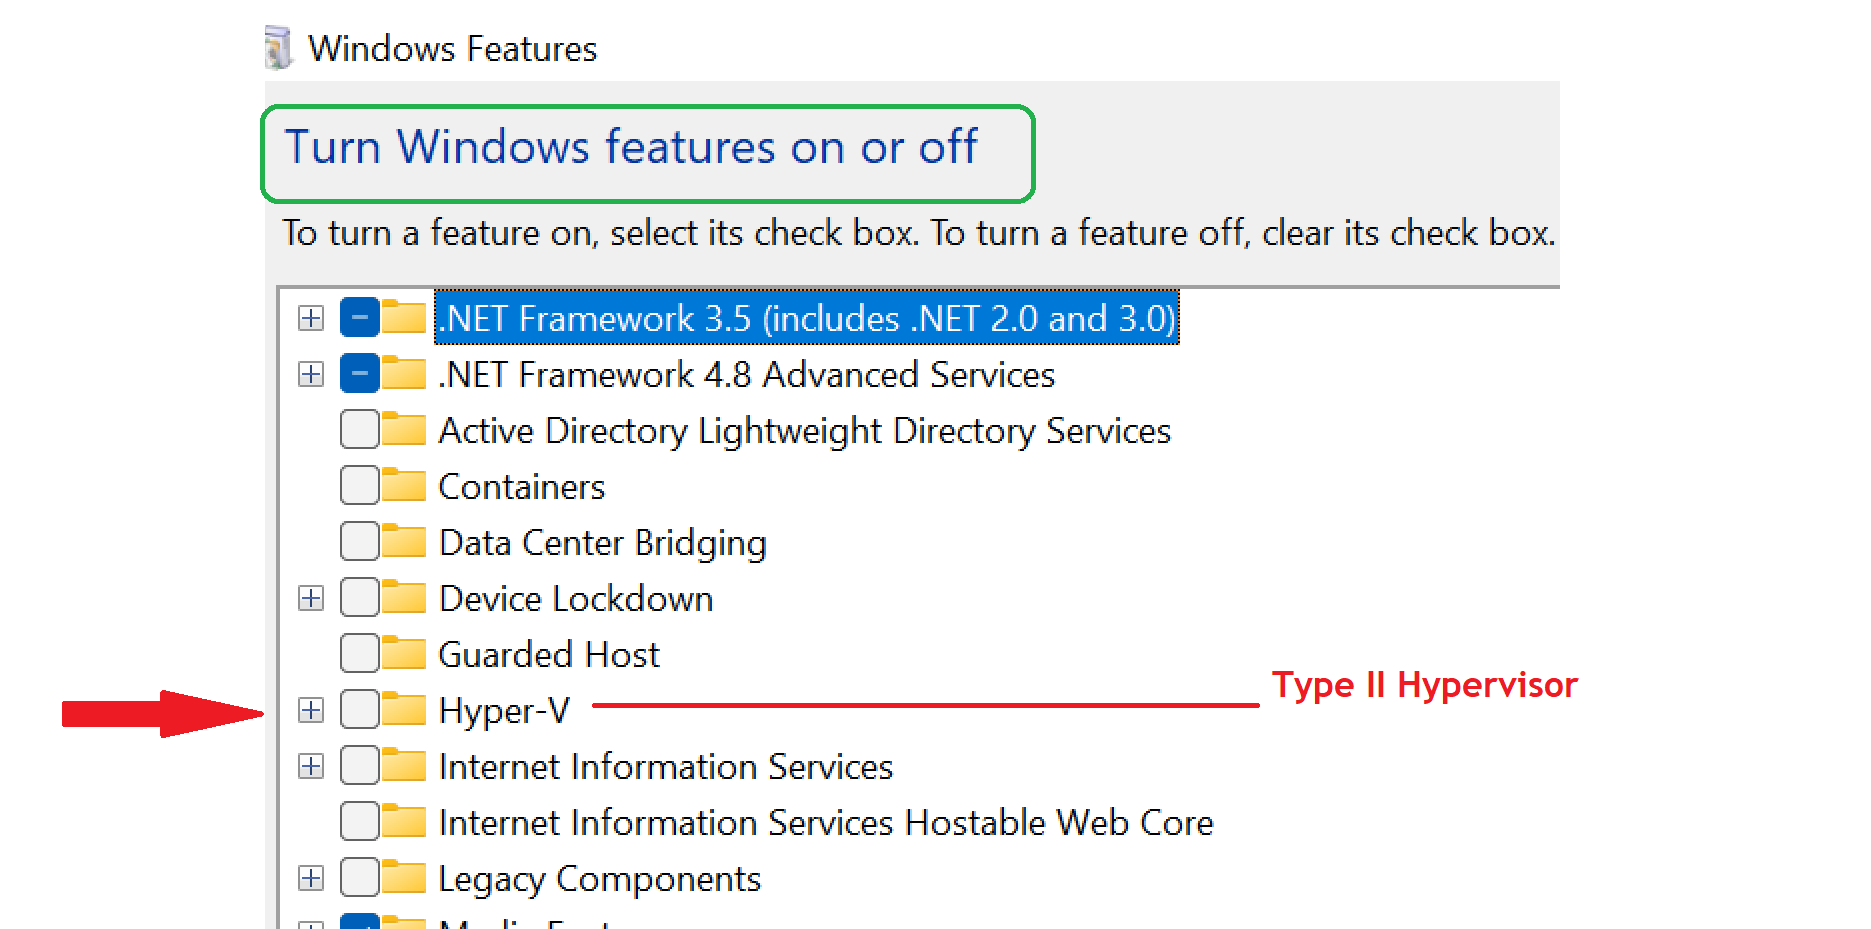 Windows Features
Turn Windows features on or off
To turn a feature on, select its check box. To turn a feature off, clear its check box.
.NET Framework 3.5 (includes .NET 2.0 and 3.0)
.NET Framework 4.8 Advanced Services
Active Directory Lightweight Directory Services
Containers
Data Center Bridging
Device Lockdown
Guarded Host
Hyper-V
Type II Hypervisor
Internet Information Services
Internet Information Services Hostable Web Core
Legacy Components